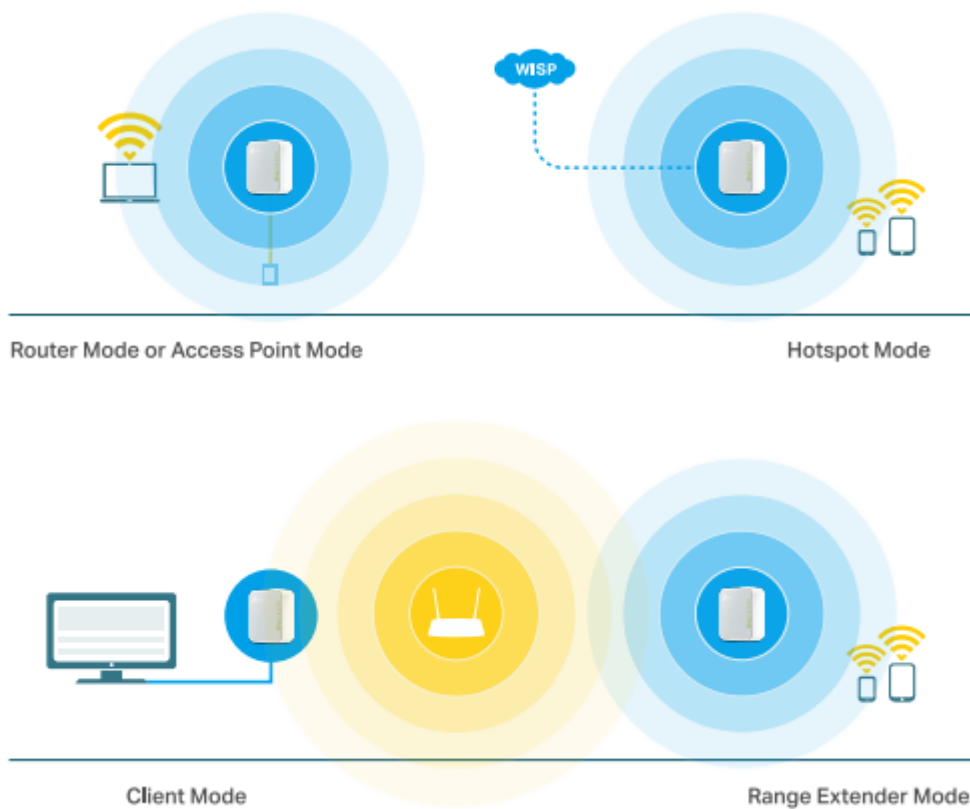 WISP
Router Mode or Access Point Mode
Hotspot Mode
Client Mode
Range Extender Mode